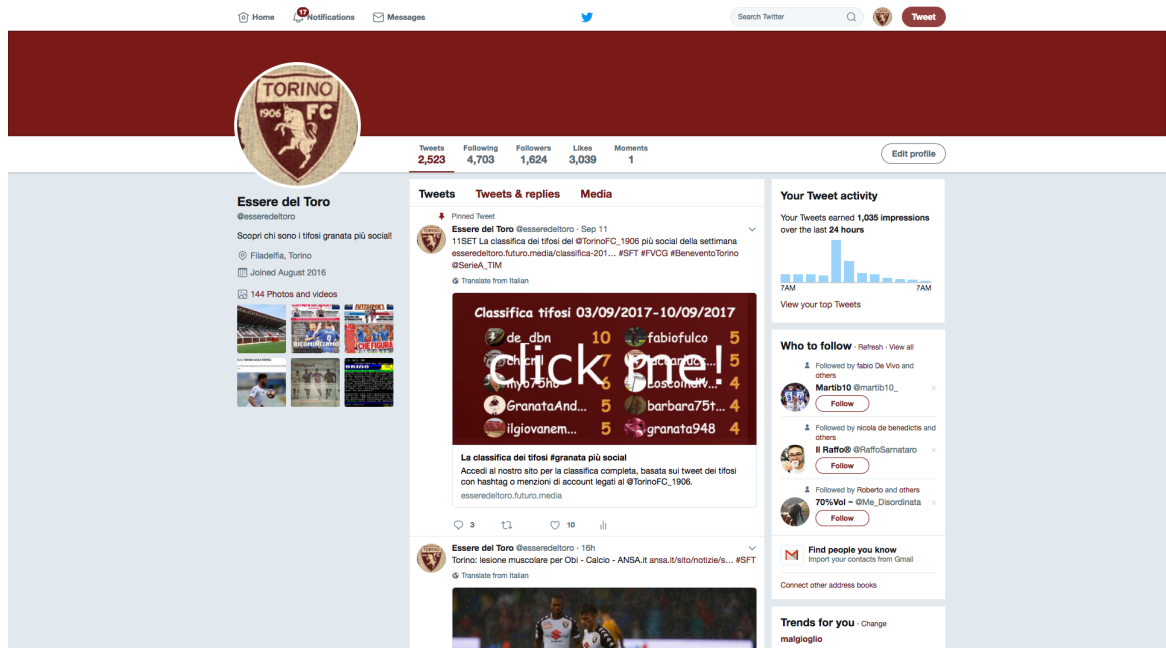 Home
17
Notifications
Messages
Search Twitter
Tweet
TORINO
1906 FC
Tweets
2,523
Following
4,703
Followers
1,624
Likes
3,039
Moments
1
Edit profile
Essere del Toro
@esseredeltoro
Scopri chi sono i tifosi granata più social!
Filadelfia, Torino
Joined August 2016
144 Photos and videos
Tweets
Tweets & replies
Media
Pinned Tweet
Essere del Toro @esseredeltoro · Sep 11
11SET La classifica dei tifosi del @TorinoFC_1906 più social della settimana
esseredeltoro.futuro.media/classifica-201... #SFT #FVCG #BeneventoTorino
@SerieA_TIM
Translate from Italian
Classifica tifosi 03/09/2017-10/09/2017
de_dbn 10 fabiofulco 5
7 5
click me!
6 4
GranataAnd... 5 barbara75t... 4
ilgiovanem... 5 granata948 4
La classifica dei tifosi #granata più social
Accedi al nostro sito per la classifica completa, basata sui tweet dei tifosi
con hashtag o menzioni di account legati al @TorinoFC_1906.
esseredeltoro.futuro.media
3
10
Essere del Toro @esseredeltoro · 16h
Torino: lesione muscolare per Obi - Calcio - ANSA.it ansa.it/sito/notizie/s... #SFT
Translate from Italian
Your Tweet activity
Your Tweets earned 1,035 impressions
over the last 24 hours
7AM
7AM
View your top Tweets
Who to follow · Refresh · View all
Followed by fabio De Vivo and
others
Martib10 @martib10_
Follow
Followed by nicola de benedictis and
others
Il Raffo® @RaffoSarnataro
Follow
Followed by Roberto and others
70%Vol ~ @Me_Disordinata
Follow
Find people you know
Import your contacts from Gmail
Connect other address books
Trends for you · Change
malgioglio